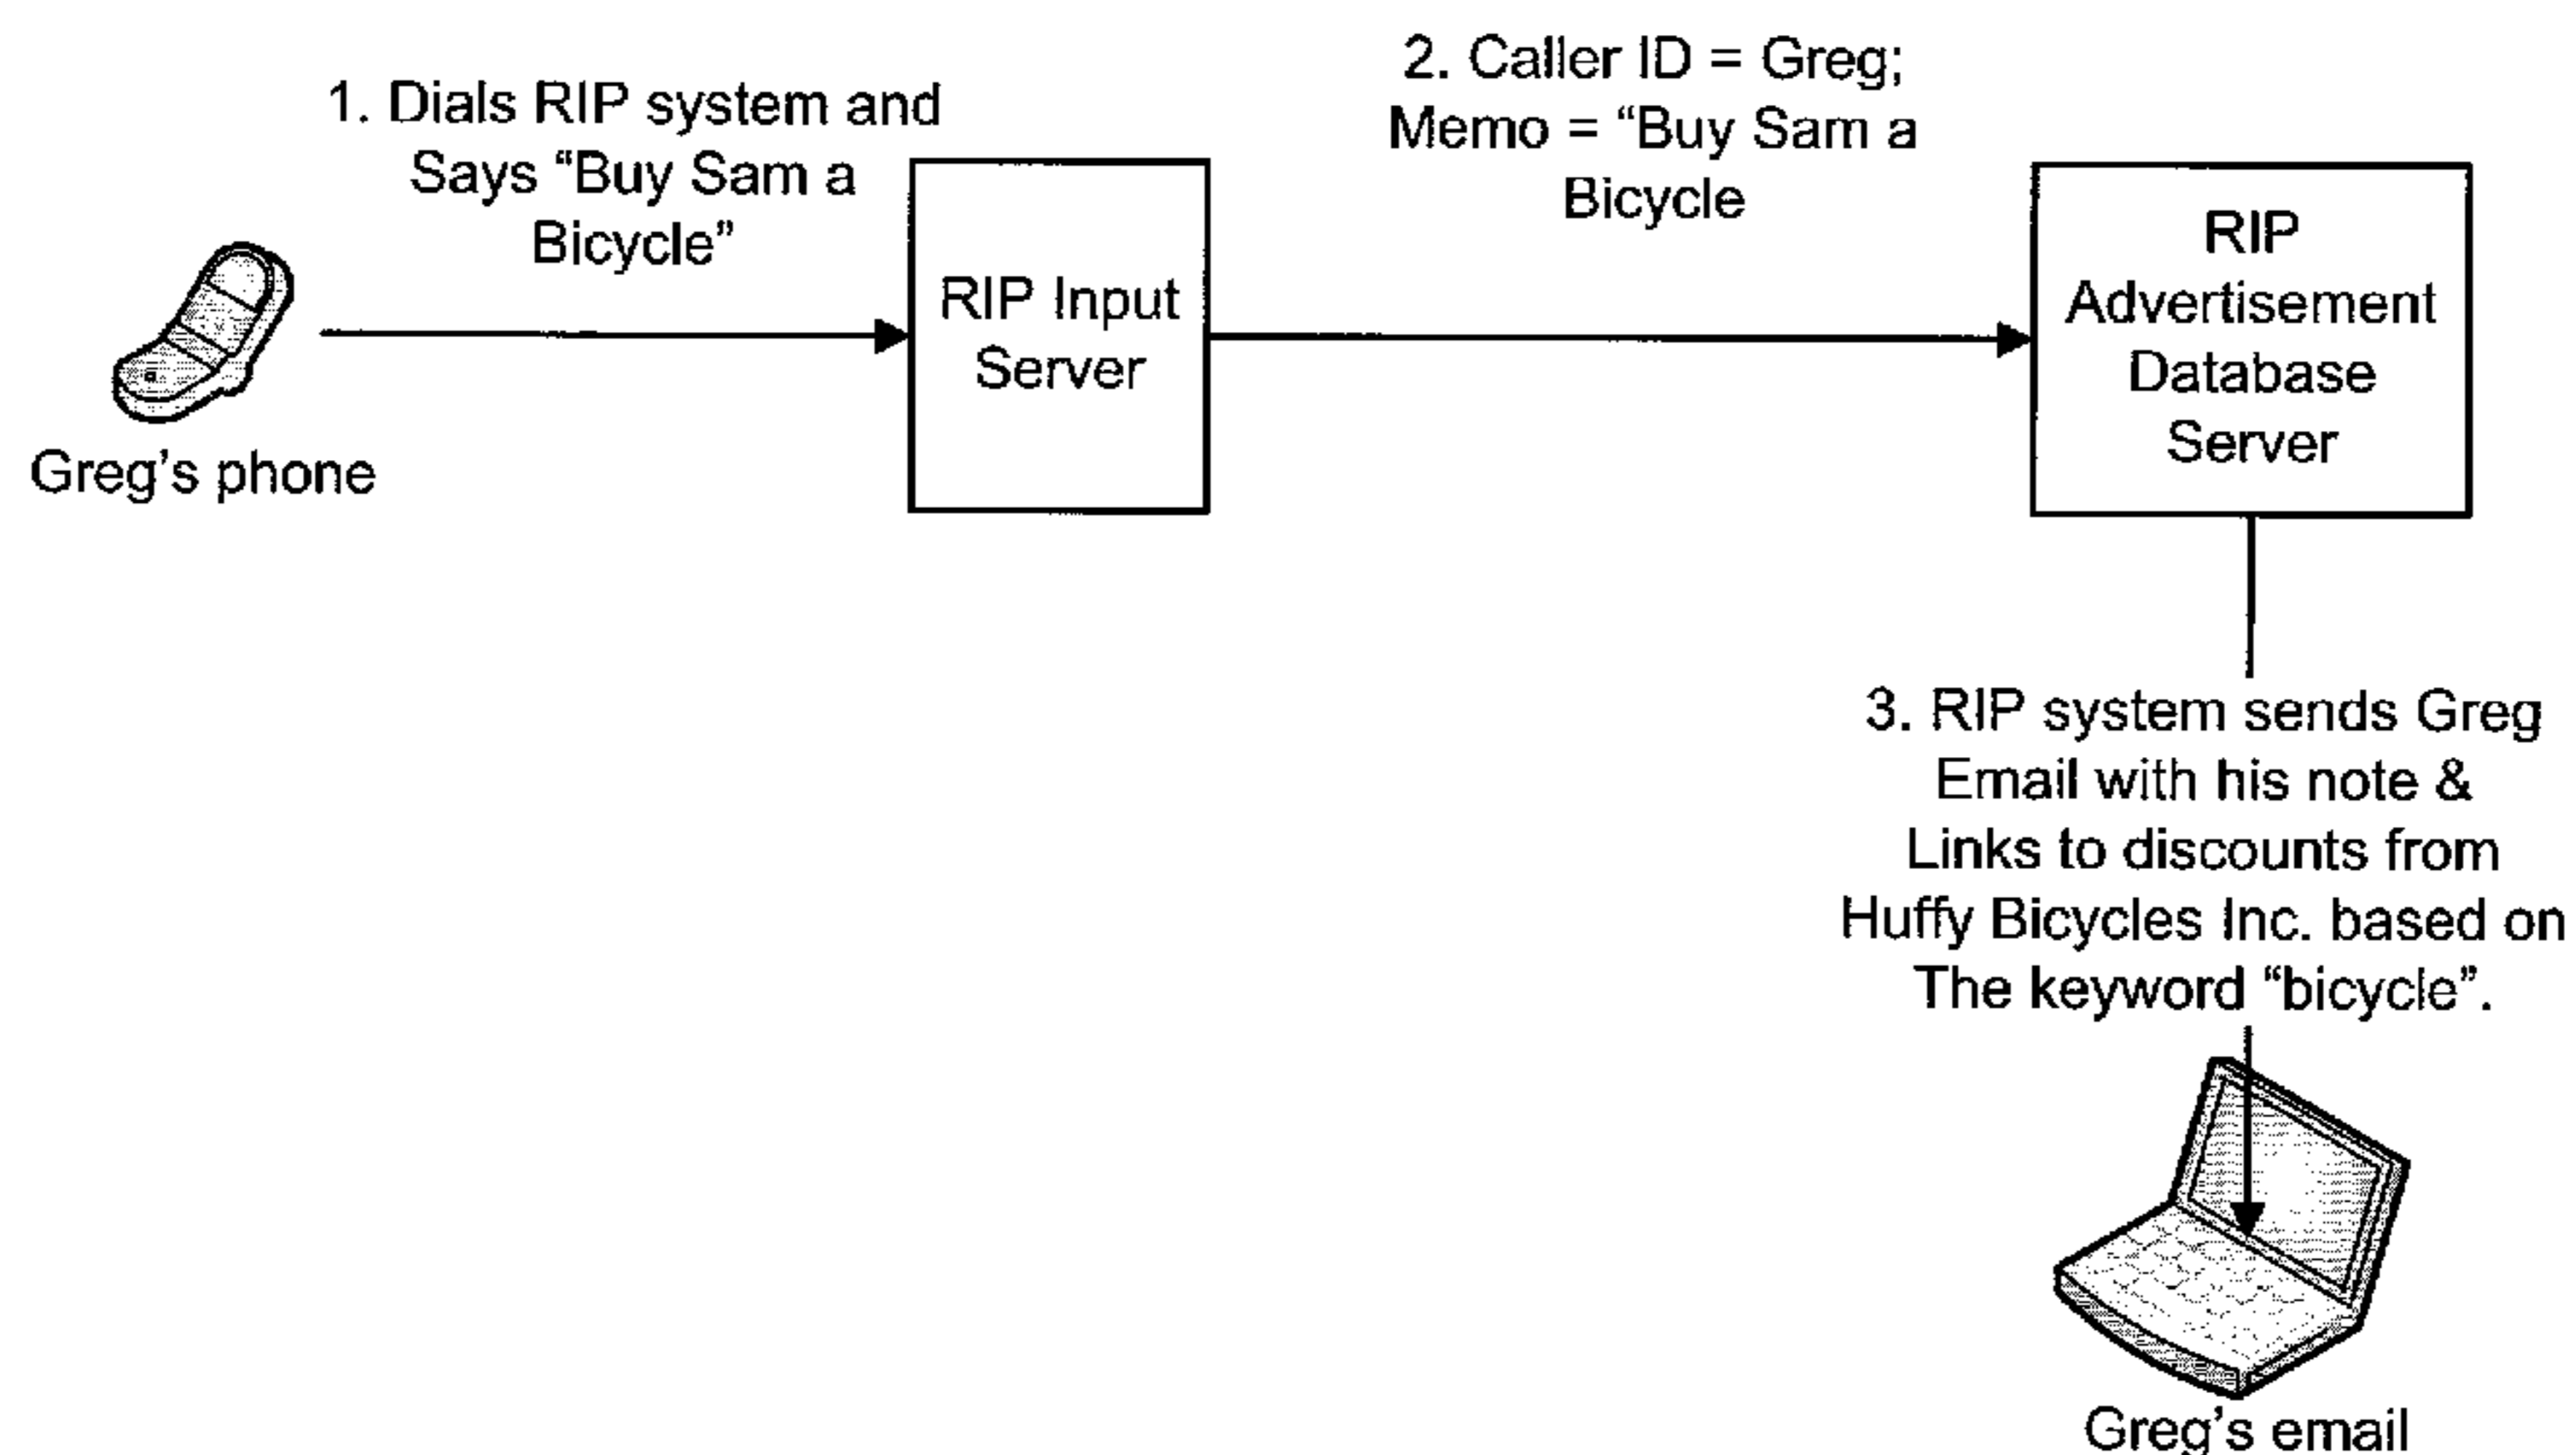 1. Dials RIP system and
Says “Buy Sam a
Bicycle”
Greg’s phone
RIP Input
Server
2. Caller ID = Greg;
Memo = “Buy Sam a
Bicycle
RIP
Advertisement
Database
Server
3. RIP system sends Greg
Email with his note &
Links to discounts from
Huffy Bicycles Inc. based on
The keyword “bicycle”.
Greg’s email